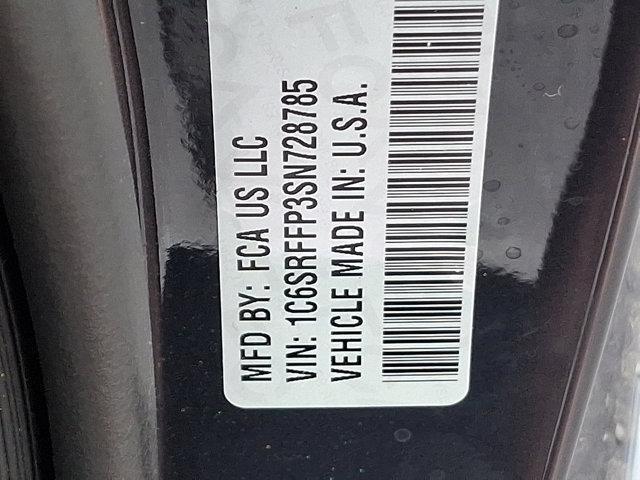 MFD BY: FCA US LLC
VIN: 1C6SRFFP3SN728785
VEHICLE MADE IN: U.S.A.